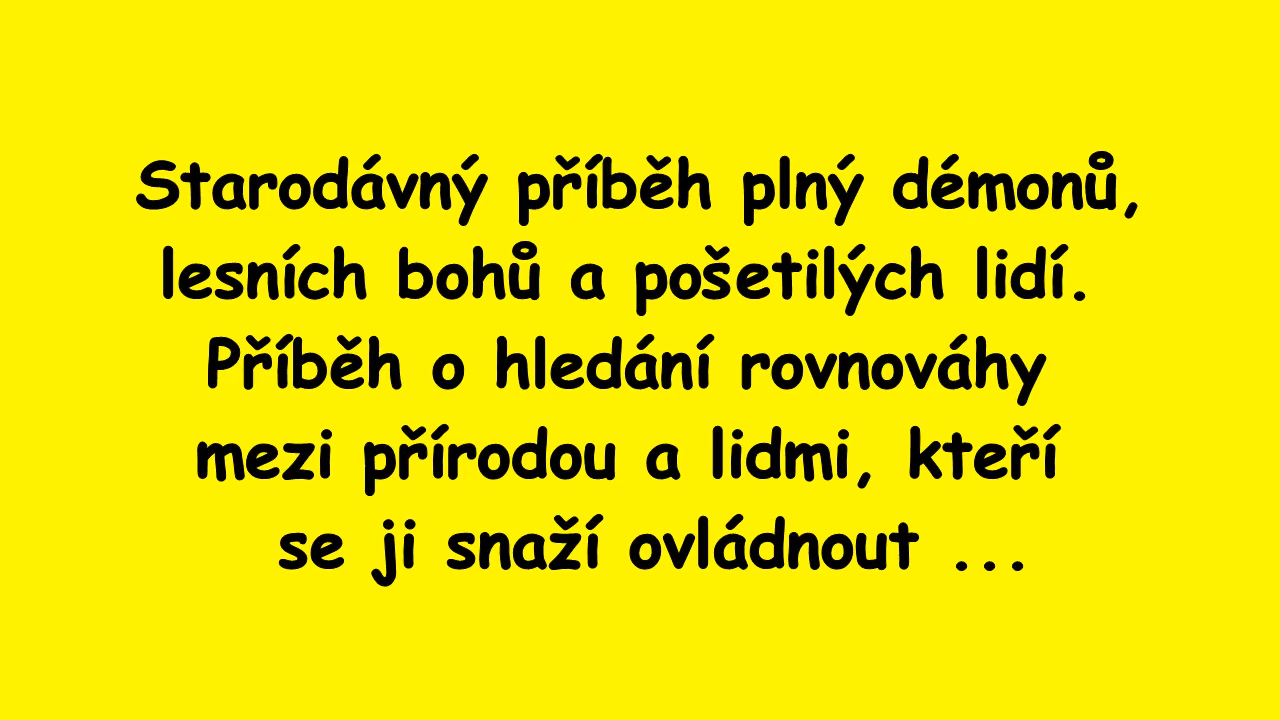 Starodávný příběh plný démonů,
lesních bohů a pošetilých lidí.
Příběh o hledání rovnováhy
mezi přírodou a lidmi, kteří
se ji snaží ovládnout ...